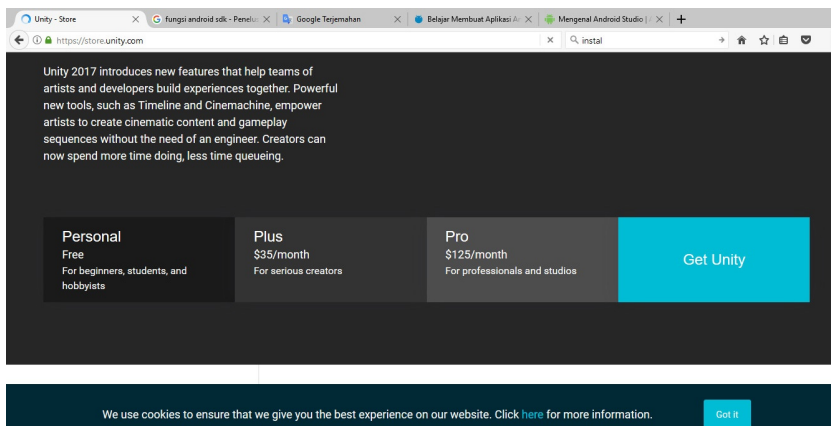 Unity - Store
fungsi android sdk - Penelu
Google Terjemahan
Belajar Membuat Aplikasi A
Mengenal Android Studio |
https://store.unity.com
instal
Unity 2017 introduces new features that help teams of
artists and developers build experiences together. Powerful
new tools, such as Timeline and Cinemachine, empower
artists to create cinematic content and gameplay
sequences without the need of an engineer. Creators can
now spend more time doing, less time queueing.
Personal
Free
For beginners, students, and
hobbyists
Plus
$35/month
For serious creators
Pro
$125/month
For professionals and studios
Get Unity
We use cookies to ensure that we give you the best experience on our website. Click here for more information.
Got it